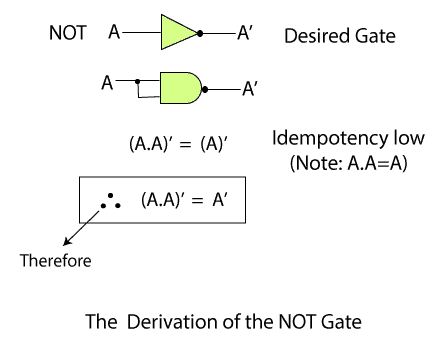 NOT A A’ Desired Gate
A A’
(A.A)’ = (A)’ Idempotency low
(Note: A.A=A)
∴ (A.A)’ = A’
Therefore
The Derivation of the NOT Gate